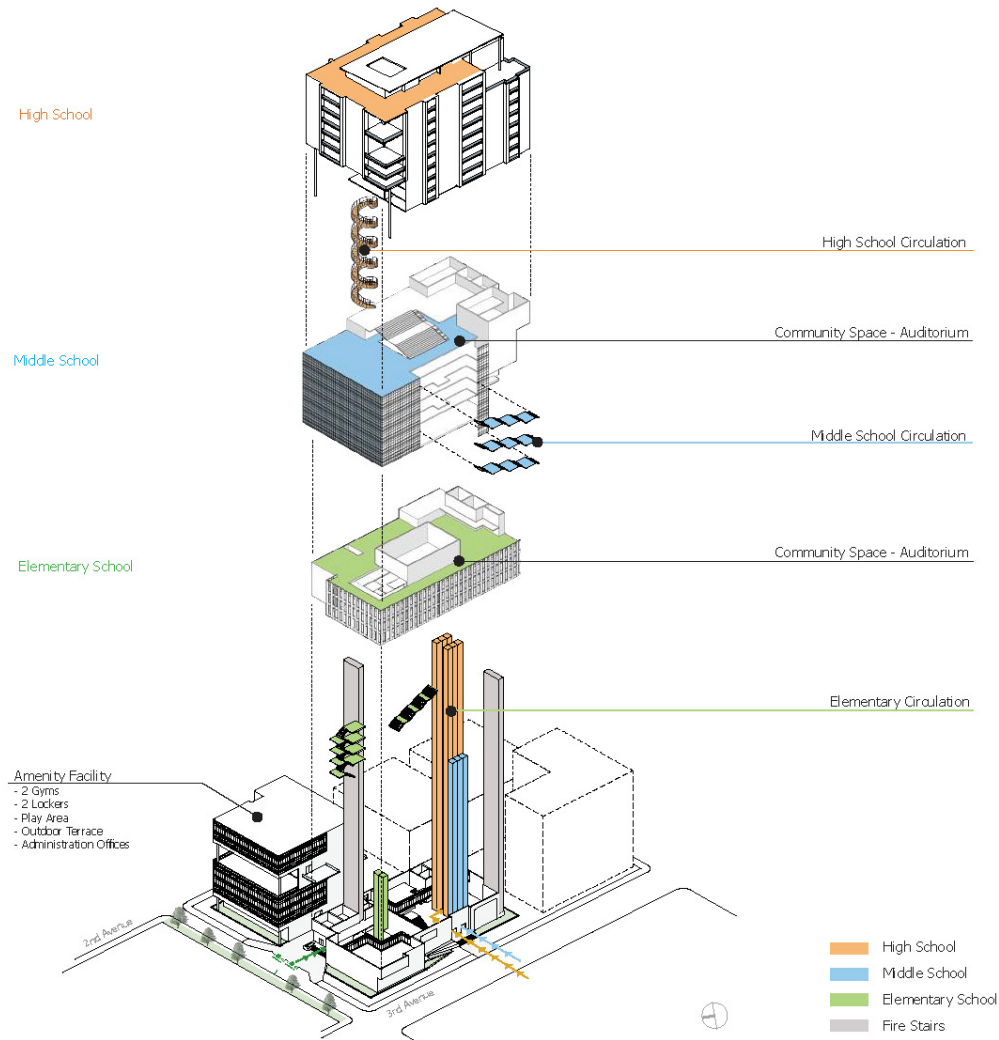 High School
High School Circulation
Community Space - Auditorium
Middle School
Middle School Circulation
Community Space - Auditorium
Elementary School
Elementary Circulation
Amenity Facility
- 2 Gyms
- 2 Lockers
- Play Area
- Outdoor Terrace
- Administration Offices
2nd Avenue
3rd Avenue
High School
Middle School
Elementary School
Fire Stairs